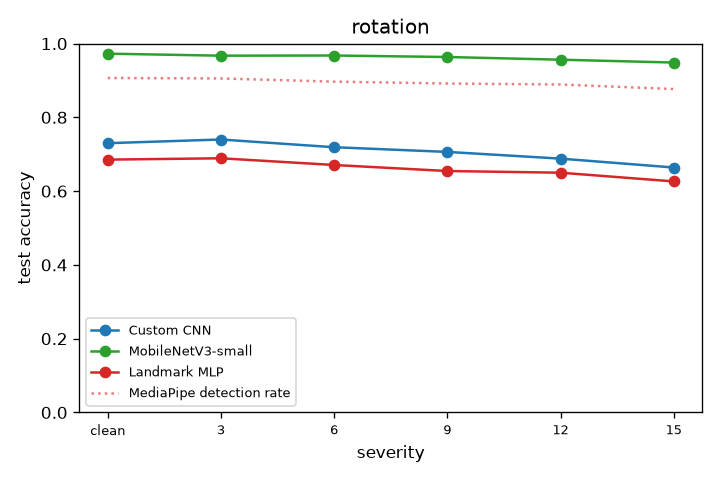 rotation
1.0
0.8
0.6
0.4
0.2
0.0
test accuracy
Custom CNN
MobileNetV3-small
Landmark MLP
MediaPipe detection rate
clean 3 6 9 12 15
severity